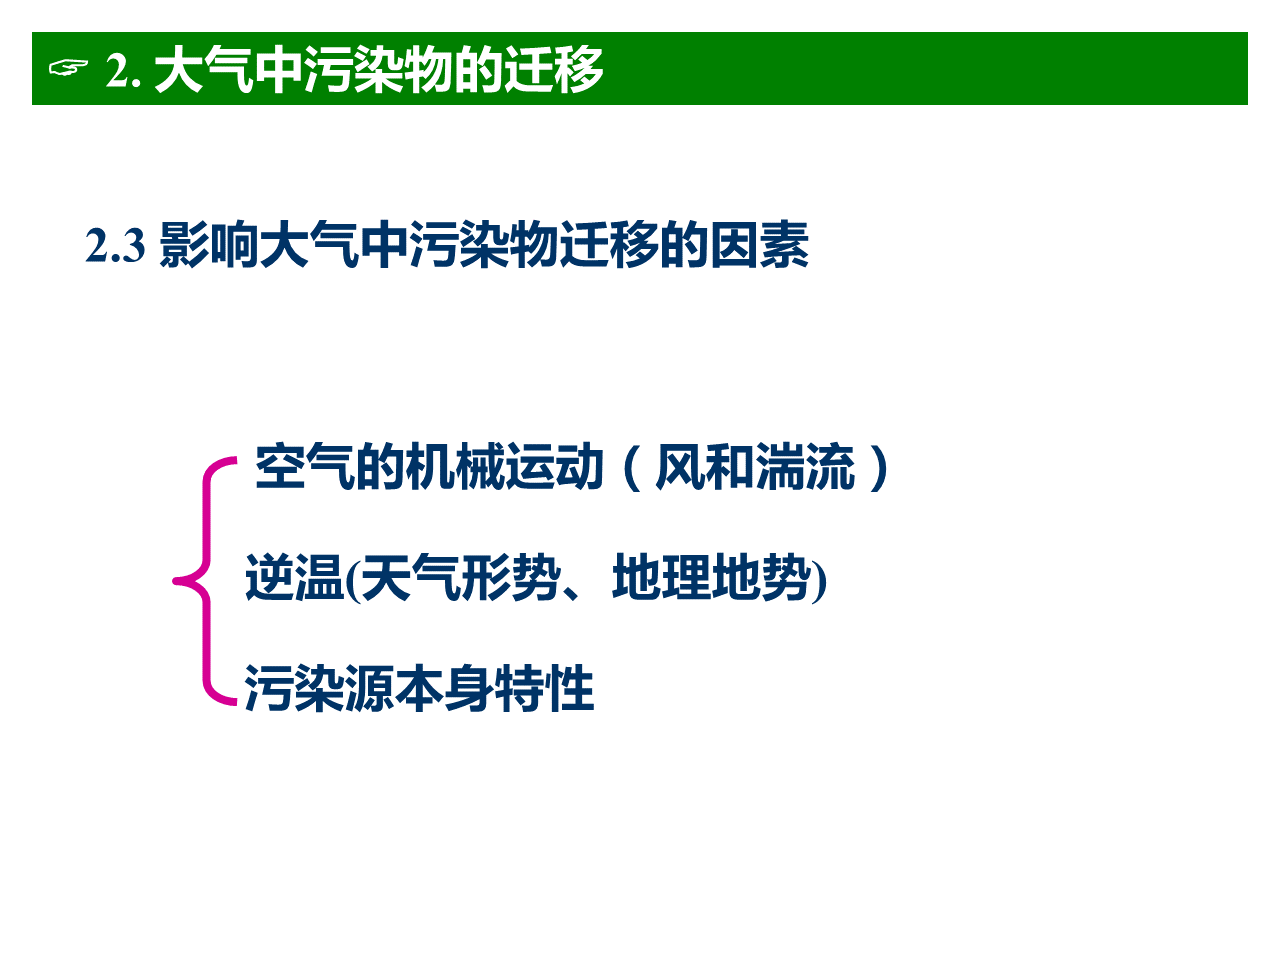 ☞ 2. 大气中污染物的迁移
2.3 影响大气中污染物迁移的因素
空气的机械运动（风和湍流）
逆温(天气形势、地理地势)
污染源本身特性